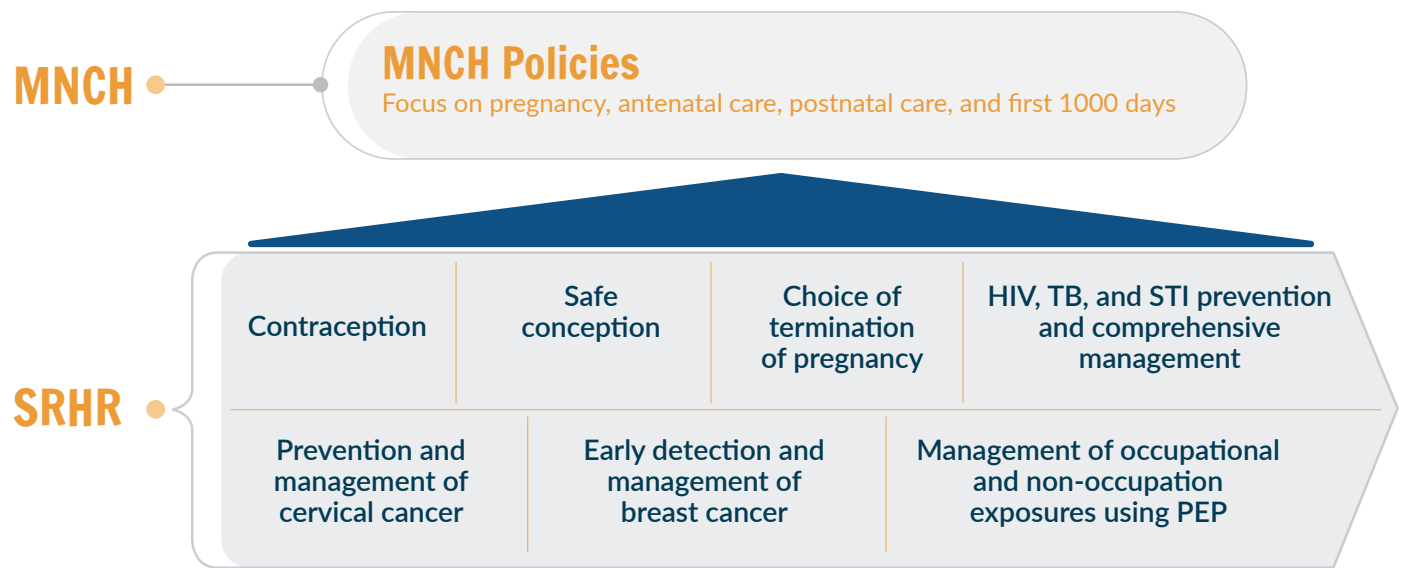 MNCH
MNCH Policies
Focus on pregnancy, antenatal care, postnatal care, and first 1000 days
SRHR
Contraception
Safe
conception
Choice of
termination
of pregnancy
HIV, TB, and STI prevention
and comprehensive
management
Prevention and
management of
cervical cancer
Early detection and
management of
breast cancer
Management of occupational
and non-occupation
exposures using PEP